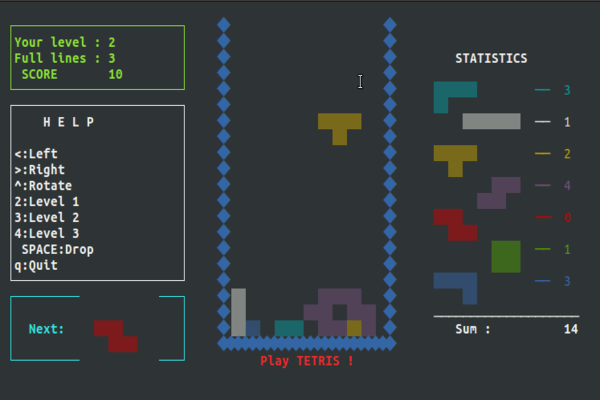 Your level : 2
Full lines : 3
SCORE 10
H E L P
<:Left
>:Right
^:Rotate
2:Level 1
3:Level 2
4:Level 3
SPACE:Drop
q:Quit
Next:
Play TETRIS !
STATISTICS
— 3
— 1
— 2
— 4
— 0
— 1
— 3
Sum : 14